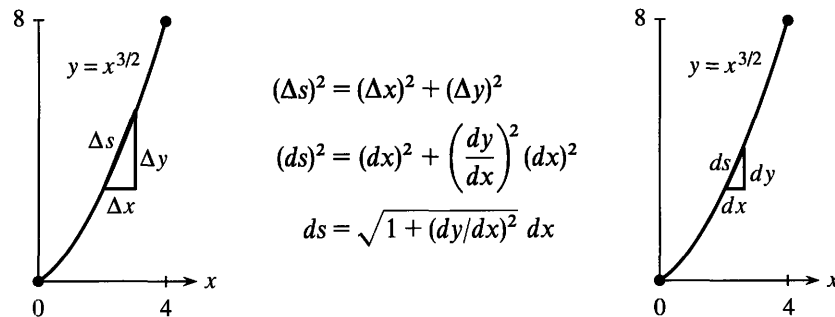 8
y = x^{3/2}
Δs
Δy
Δx
0
4
x
(Δs)² = (Δx)² + (Δy)²
(ds)² = (dx)² + (dy/dx)² (dx)²
ds = √(1 + (dy/dx)²) dx
8
y = x^{3/2}
ds
dy
dx
0
4
x